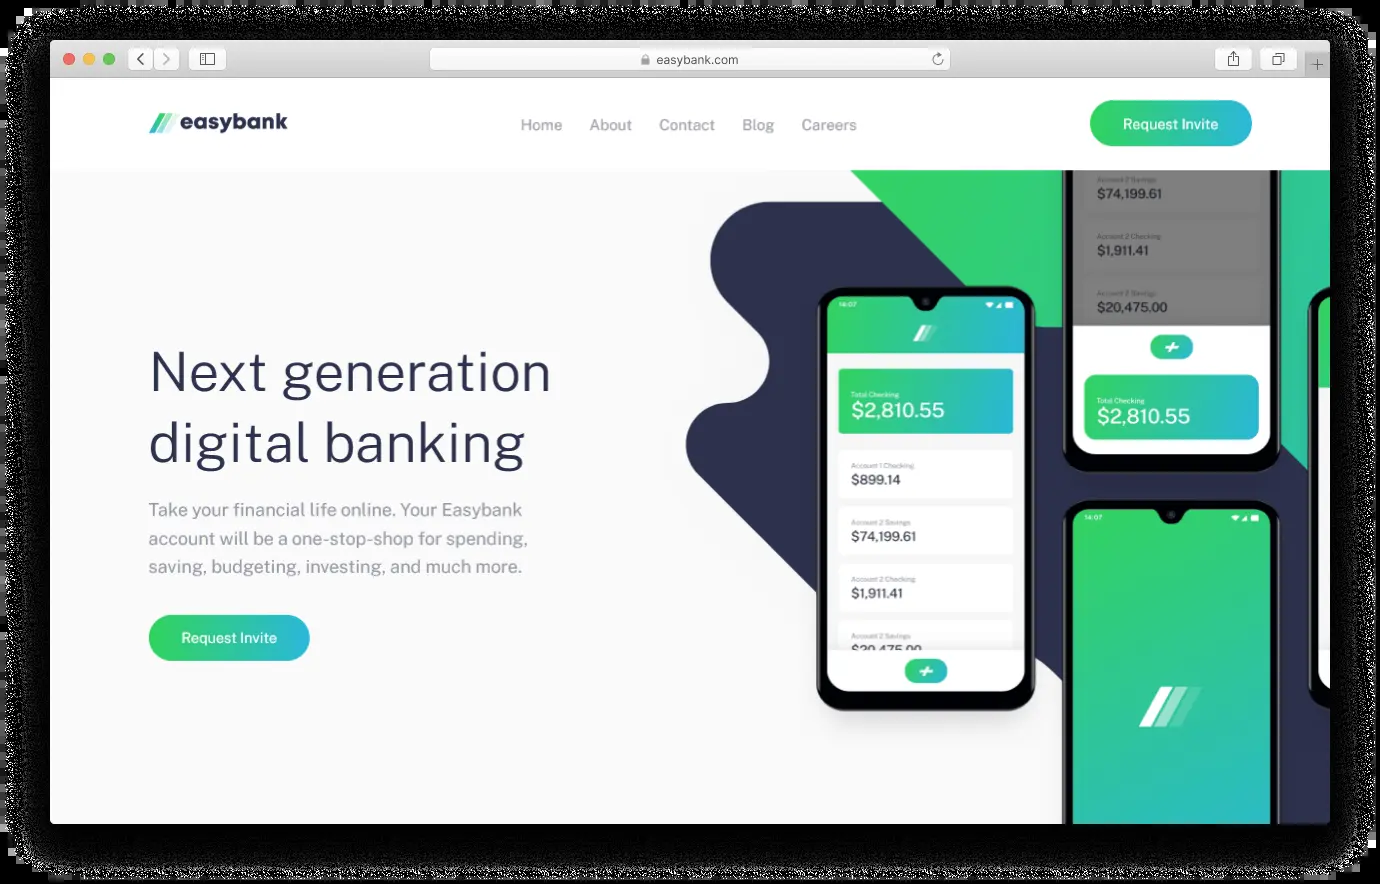 easybank.com
easybank
Home
About
Contact
Blog
Careers
Request Invite
Next generation
digital banking
Take your financial life online. Your Easybank
account will be a one-stop-shop for spending,
saving, budgeting, investing, and much more.
Request Invite
14:07
Total Checking
$2,810.55
Account 1 Checking
$899.14
Account 2 Savings
$74,199.61
Account 2 Checking
$1,911.41
Account 2 Savings
$20,475.00
Account 2 Savings
$74,199.61
Account 2 Checking
$1,911.41
Account 2 Savings
$20,475.00
Total Checking
$2,810.55
14:07